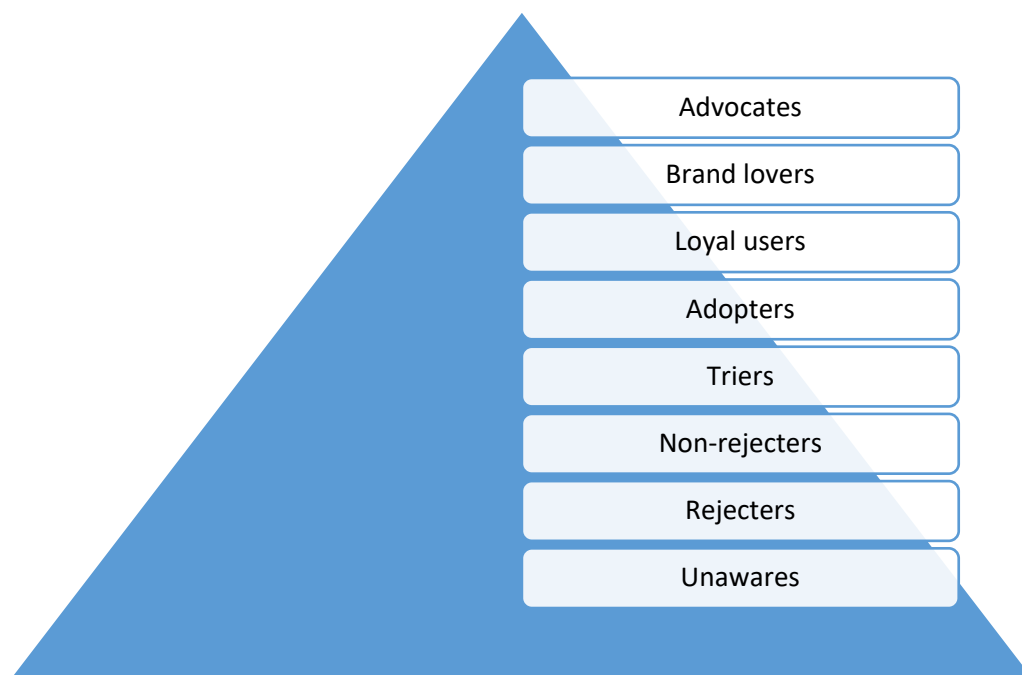 Advocates
Brand lovers
Loyal users
Adopters
Triers
Non-rejecters
Rejecters
Unawares